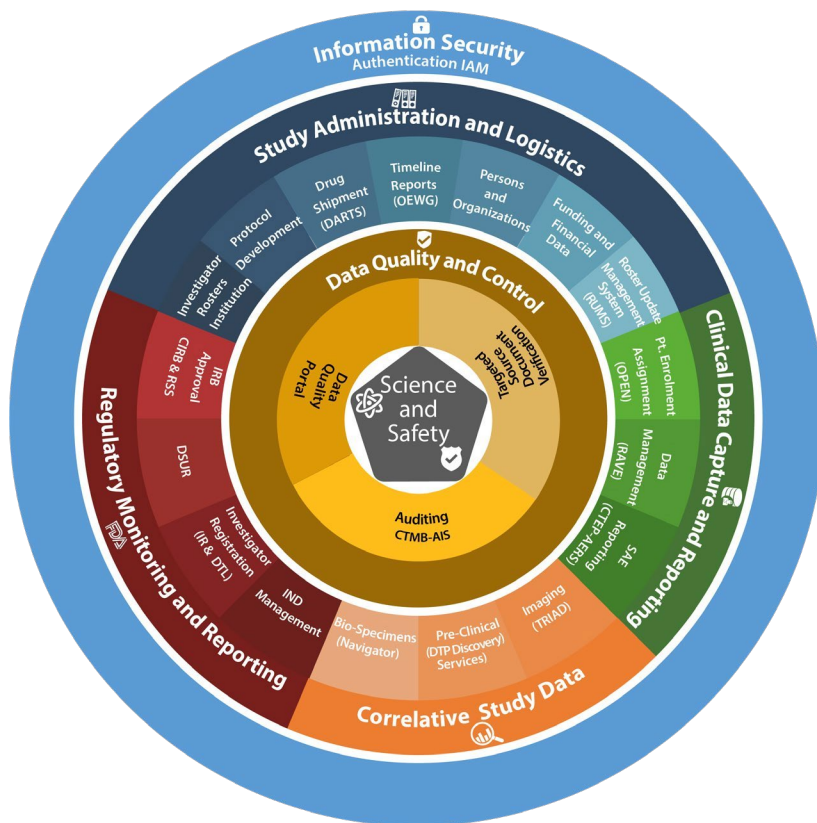 Information Security
Authentication IAM
Study Administration and Logistics
Investigator
Rosters
Institution
Protocol
Development
Drug
Shipment
(DARTS)
Timeline
Reports
(OEWG)
Persons
and
Organizations
Funding and
Financial
Data
Roster Update
Management
System
(RUMS)
Clinical Data Capture and Reporting
Pt. Enrolment
Assignment
(OPEN)
Data
Management
(RAVE)
SAE
Reporting
(CTEP-AERS)
Correlative Study Data
Imaging
(TRIAD)
Pre-Clinical
(DTP Discovery)
Services)
Bio-Specimens
(Navigator)
Regulatory Monitoring and Reporting
FDA
IND
Management
Investigator
Registration
(IR & DTL)
DSUR
IRB
Approval
CIRB & RSS
Data Quality and Control
Data
Quality
Portal
Targeted
Source
Document
Verification
Auditing
CTMB-AIS
Science
and
Safety